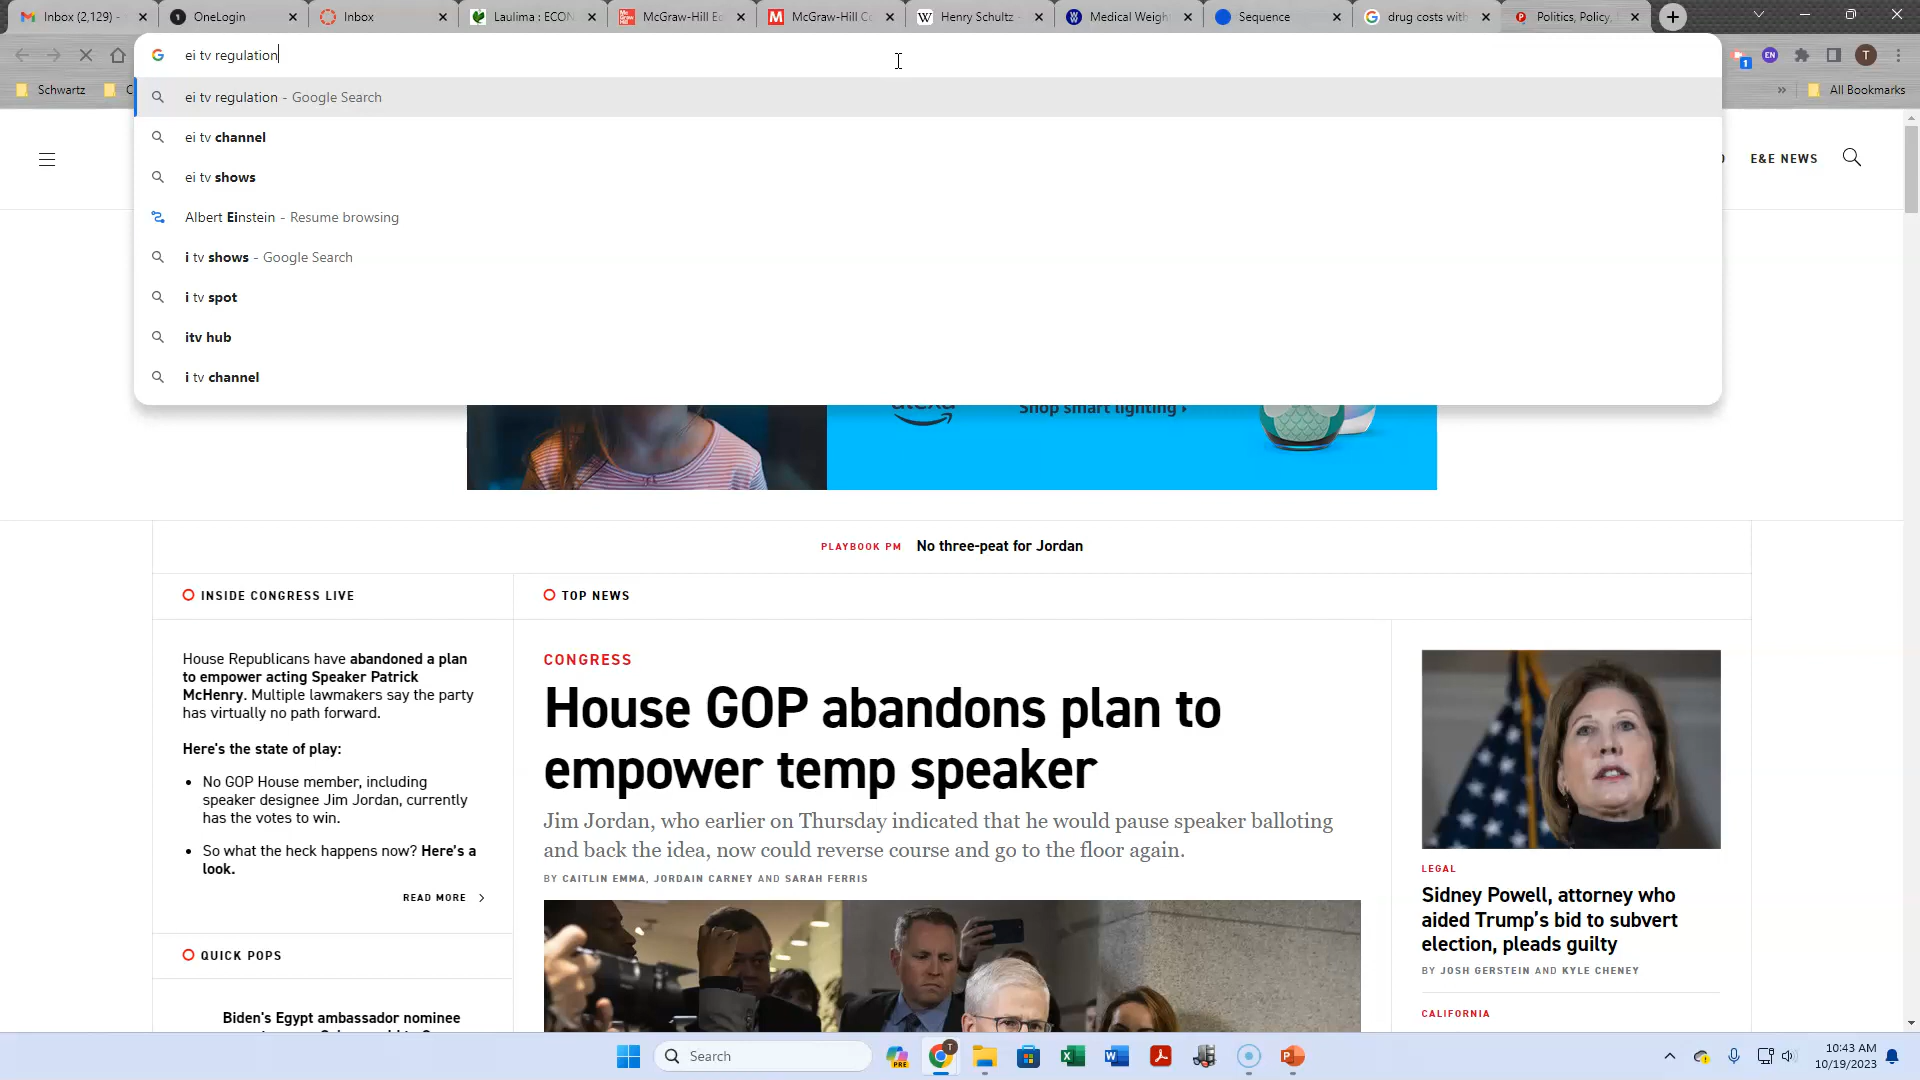 Inbox (2,129) -
OneLogin
Inbox
Laulima : ECON
McGraw-Hill Ed
McGraw-Hill Co
Henry Schultz -
Medical Weigh
Sequence
drug costs with
Politics, Policy,
ei tv regulation
1
EN
T
Schwartz
C
»
All Bookmarks
ei tv regulation - Google Search
ei tv channel
ei tv shows
Albert Einstein - Resume browsing
i tv shows - Google Search
i tv spot
itv hub
i tv channel
E&E NEWS
alexa
Shop smart lighting ›
PLAYBOOK PM No three-peat for Jordan
INSIDE CONGRESS LIVE
House Republicans have abandoned a plan
to empower acting Speaker Patrick
McHenry. Multiple lawmakers say the party
has virtually no path forward.
Here's the state of play:
• No GOP House member, including
speaker designee Jim Jordan, currently
has the votes to win.
• So what the heck happens now? Here's a
look.
READ MORE
QUICK POPS
Biden's Egypt ambassador nominee
TOP NEWS
CONGRESS
House GOP abandons plan to
empower temp speaker
Jim Jordan, who earlier on Thursday indicated that he would pause speaker balloting
and back the idea, now could reverse course and go to the floor again.
BY CAITLIN EMMA, JORDAIN CARNEY AND SARAH FERRIS
LEGAL
Sidney Powell, attorney who
aided Trump's bid to subvert
election, pleads guilty
BY JOSH GERSTEIN AND KYLE CHENEY
CALIFORNIA
Search
PRE
T
10:43 AM
10/19/2023